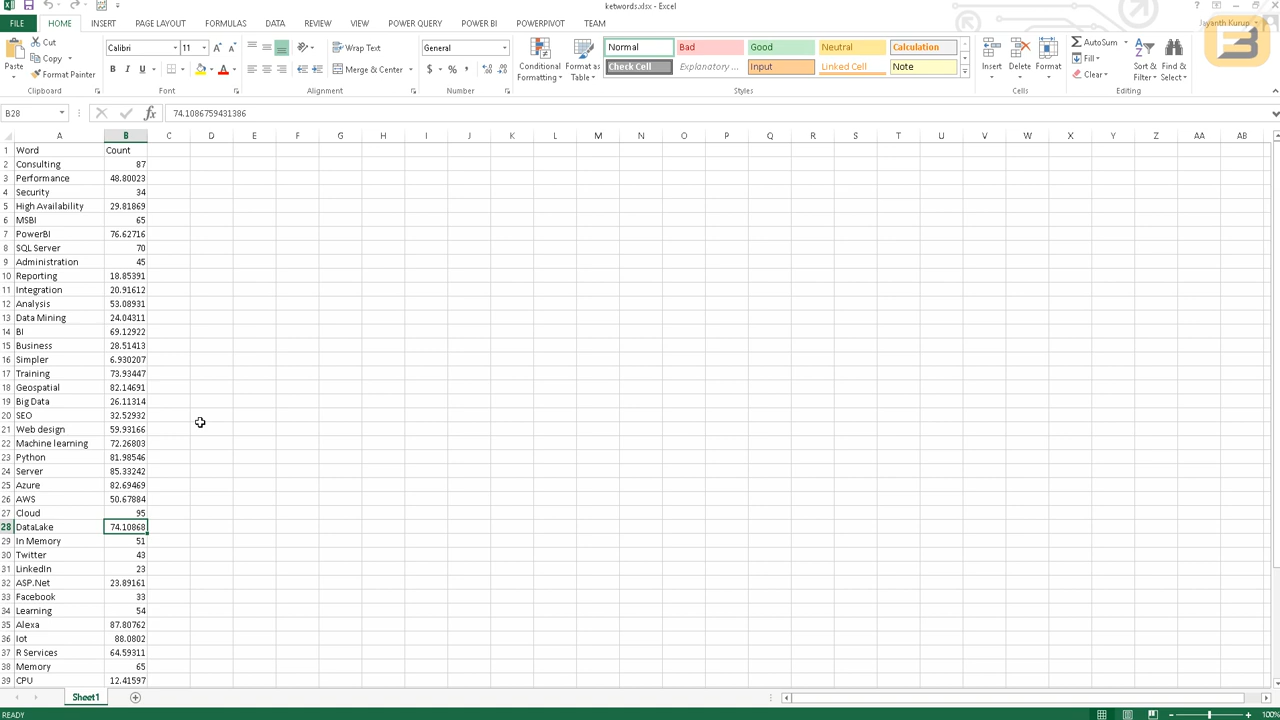 ketwords.xlsx - Excel
FILE HOME INSERT PAGE LAYOUT FORMULAS DATA REVIEW VIEW POWER QUERY POWER BI POWERPIVOT TEAM Jayanth Kurup
Paste
Cut
Copy
Format Painter
Clipboard
Calibri 11
B I U
Font
Wrap Text
Merge & Center
Alignment
General
$ % ,
Number
Conditional Formatting
Format as Table
Normal Bad Good Neutral Calculation
Check Cell Explanatory ... Input Linked Cell Note
Styles
Insert Delete Format
Cells
AutoSum
Fill
Clear
Sort & Filter
Find & Select
Editing
B28 fx 74.1086759431386
A B C D E F G H I J K L M N O P Q R S T U V W X Y Z AA AB
1 Word Count
2 Consulting 87
3 Performance 48.80023
4 Security 34
5 High Availability 29.81869
6 MSBI 65
7 PowerBI 76.62716
8 SQL Server 70
9 Administration 45
10 Reporting 18.85391
11 Integration 20.91612
12 Analysis 53.08931
13 Data Mining 24.04311
14 BI 69.12922
15 Business 28.51413
16 Simpler 6.930207
17 Training 73.93447
18 Geospatial 82.14691
19 Big Data 26.11314
20 SEO 32.52932
21 Web design 59.93166
22 Machine learning 72.26803
23 Python 81.98546
24 Server 85.33242
25 Azure 82.69469
26 AWS 50.67884
27 Cloud 95
28 DataLake 74.10868
29 In Memory 51
30 Twitter 43
31 LinkedIn 23
32 ASP.Net 23.89161
33 Facebook 33
34 Learning 54
35 Alexa 87.80762
36 Iot 88.0802
37 R Services 64.59311
38 Memory 65
39 CPU 12.41597
Sheet1
READY 100%